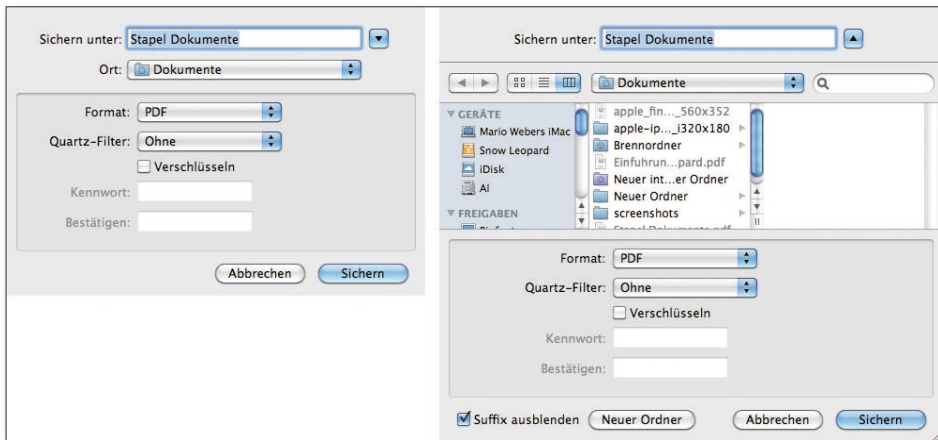 Sichern unter: Stapel Dokumente
Ort: Dokumente
Format: PDF
Quartz-Filter: Ohne
Verschlüsseln
Kennwort:
Bestätigen:
Abbrechen Sichern
Sichern unter: Stapel Dokumente
Dokumente
GERÄTE
Mario Webers iMac
Snow Leopard
iDisk
Al
FREIGABEN
apple_fin..._560x352
apple-ip..._i320x180
Brennordner
Einfuhrun...pard.pdf
Neuer int...er Ordner
Neuer Ordner
screenshots
Stapel Dokumente.pdf
Format: PDF
Quartz-Filter: Ohne
Verschlüsseln
Kennwort:
Bestätigen:
Suffix ausblenden Neuer Ordner Abbrechen Sichern